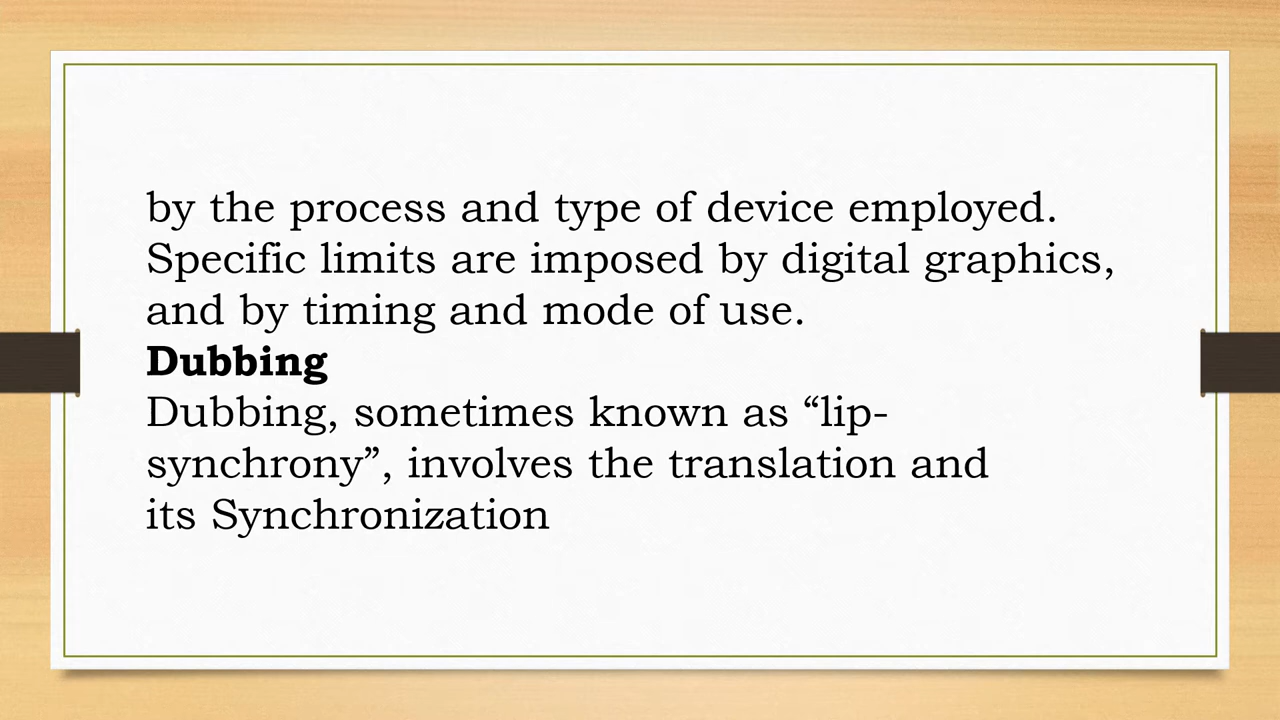 by the process and type of device employed.
Specific limits are imposed by digital graphics,
and by timing and mode of use.
Dubbing
Dubbing, sometimes known as “lip-
synchrony”, involves the translation and
its Synchronization